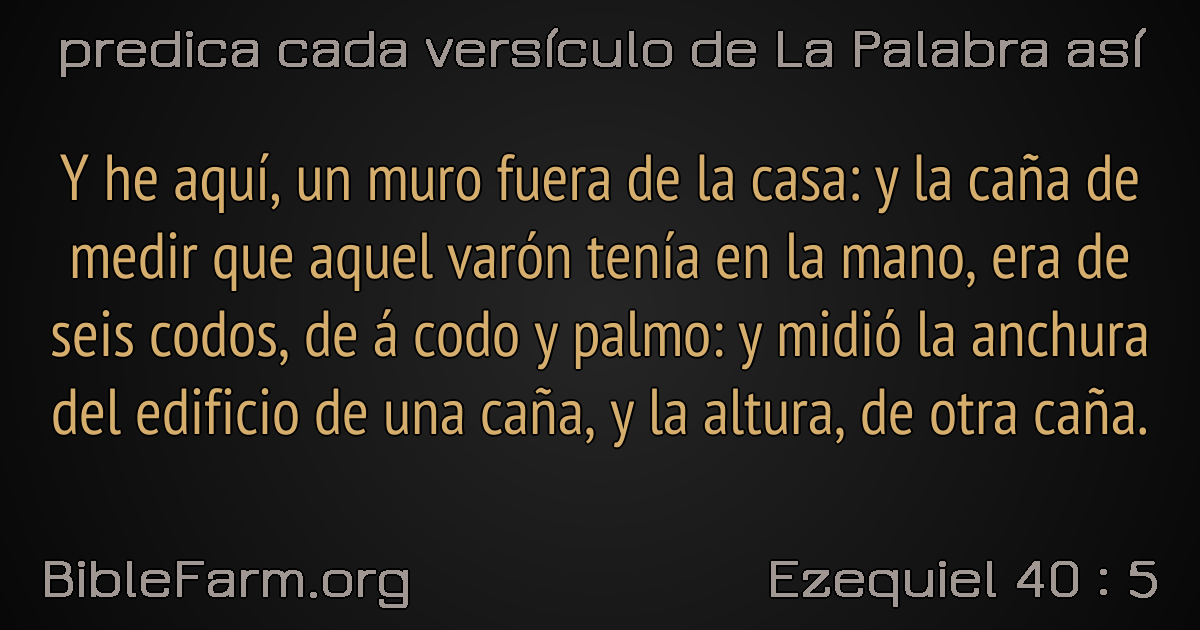 predica cada versículo de La Palabra así
Y he aquí, un muro fuera de la casa: y la caña de
medir que aquel varón tenía en la mano, era de
seis codos, de á codo y palmo: y midió la anchura
del edificio de una caña, y la altura, de otra caña.
BibleFarm.org
Ezequiel 40 : 5